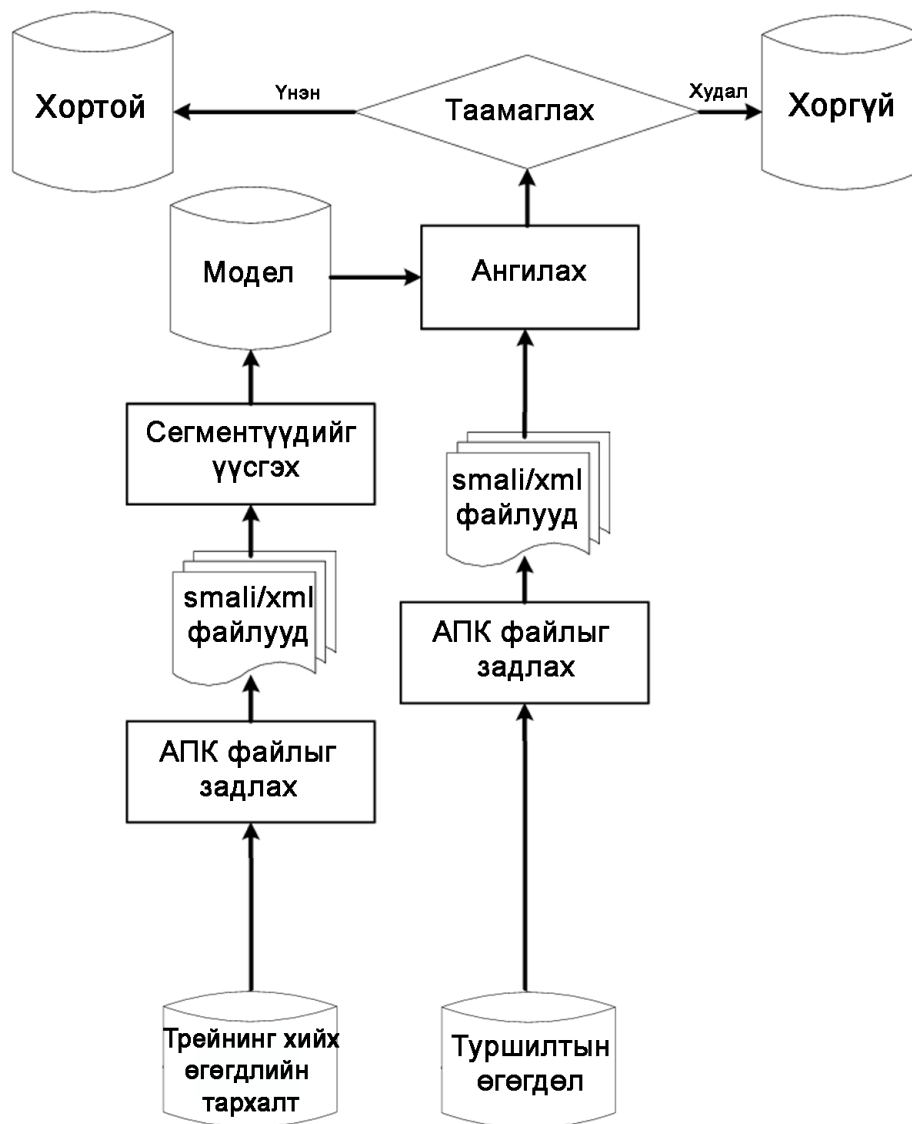 Хортой
Үнэн
Таамаглах
Худал
Хоргүй
Модел
Ангилах
Сегментүүдийг
үүсгэх
smali/xml
файлууд
smali/xml
файлууд
АПК файлыг
задлах
АПК файлыг
задлах
Трейнинг хийх
өгөгдлийн
тархалт
Туршилтын
өгөгдөл